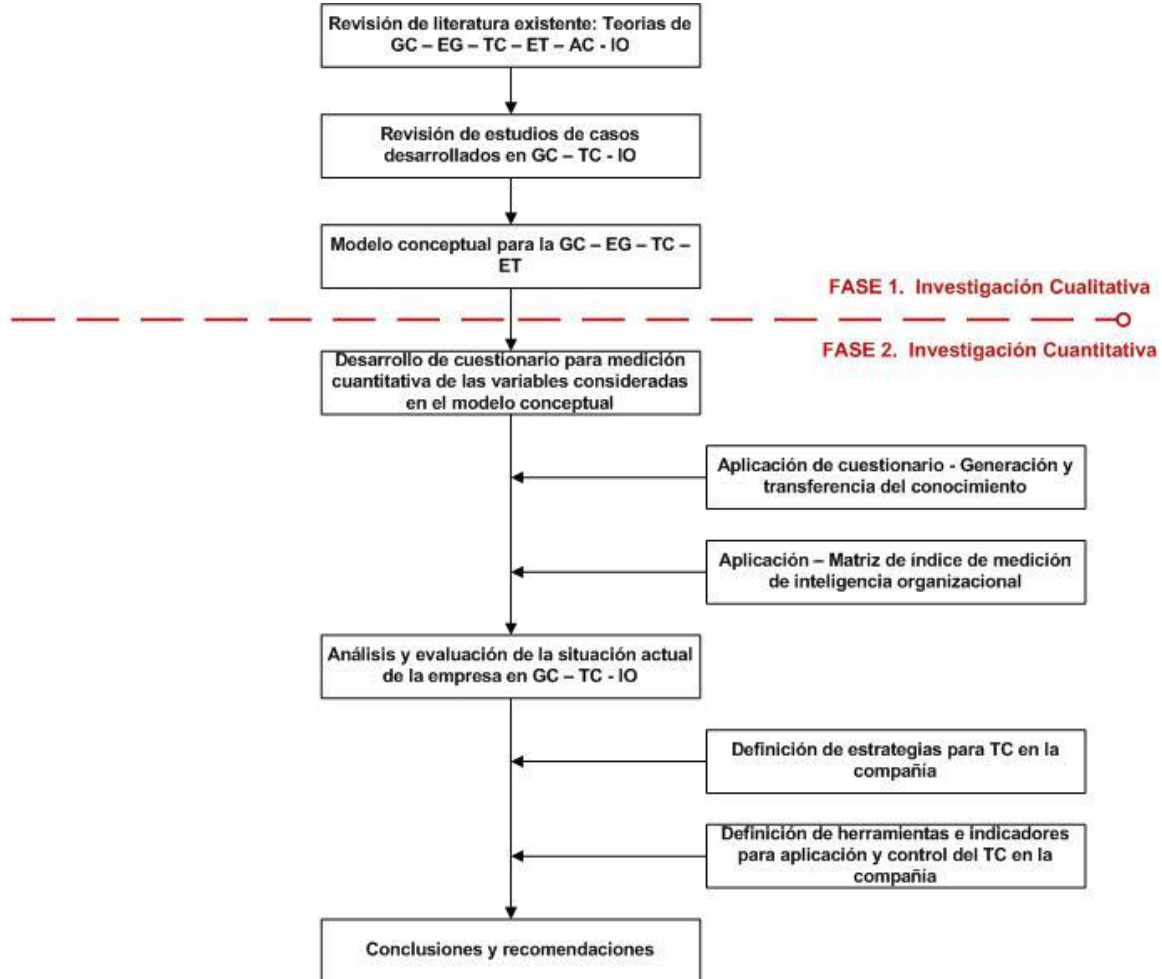 Revisión de literatura existente: Teorias de
GC – EG – TC – ET – AC - IO
Revisión de estudios de casos
desarrollados en GC – TC - IO
Modelo conceptual para la GC – EG – TC –
ET
FASE 1. Investigación Cualitativa
FASE 2. Investigación Cuantitativa
Desarrollo de cuestionario para medición
cuantitativa de las variables consideradas
en el modelo conceptual
Aplicación de cuestionario - Generación y
transferencia del conocimiento
Aplicación – Matriz de índice de medición
de inteligencia organizacional
Análisis y evaluación de la situación actual
de la empresa en GC – TC - IO
Definición de estrategias para TC en la
compañía
Definición de herramientas e indicadores
para aplicación y control del TC en la
compañía
Conclusiones y recomendaciones